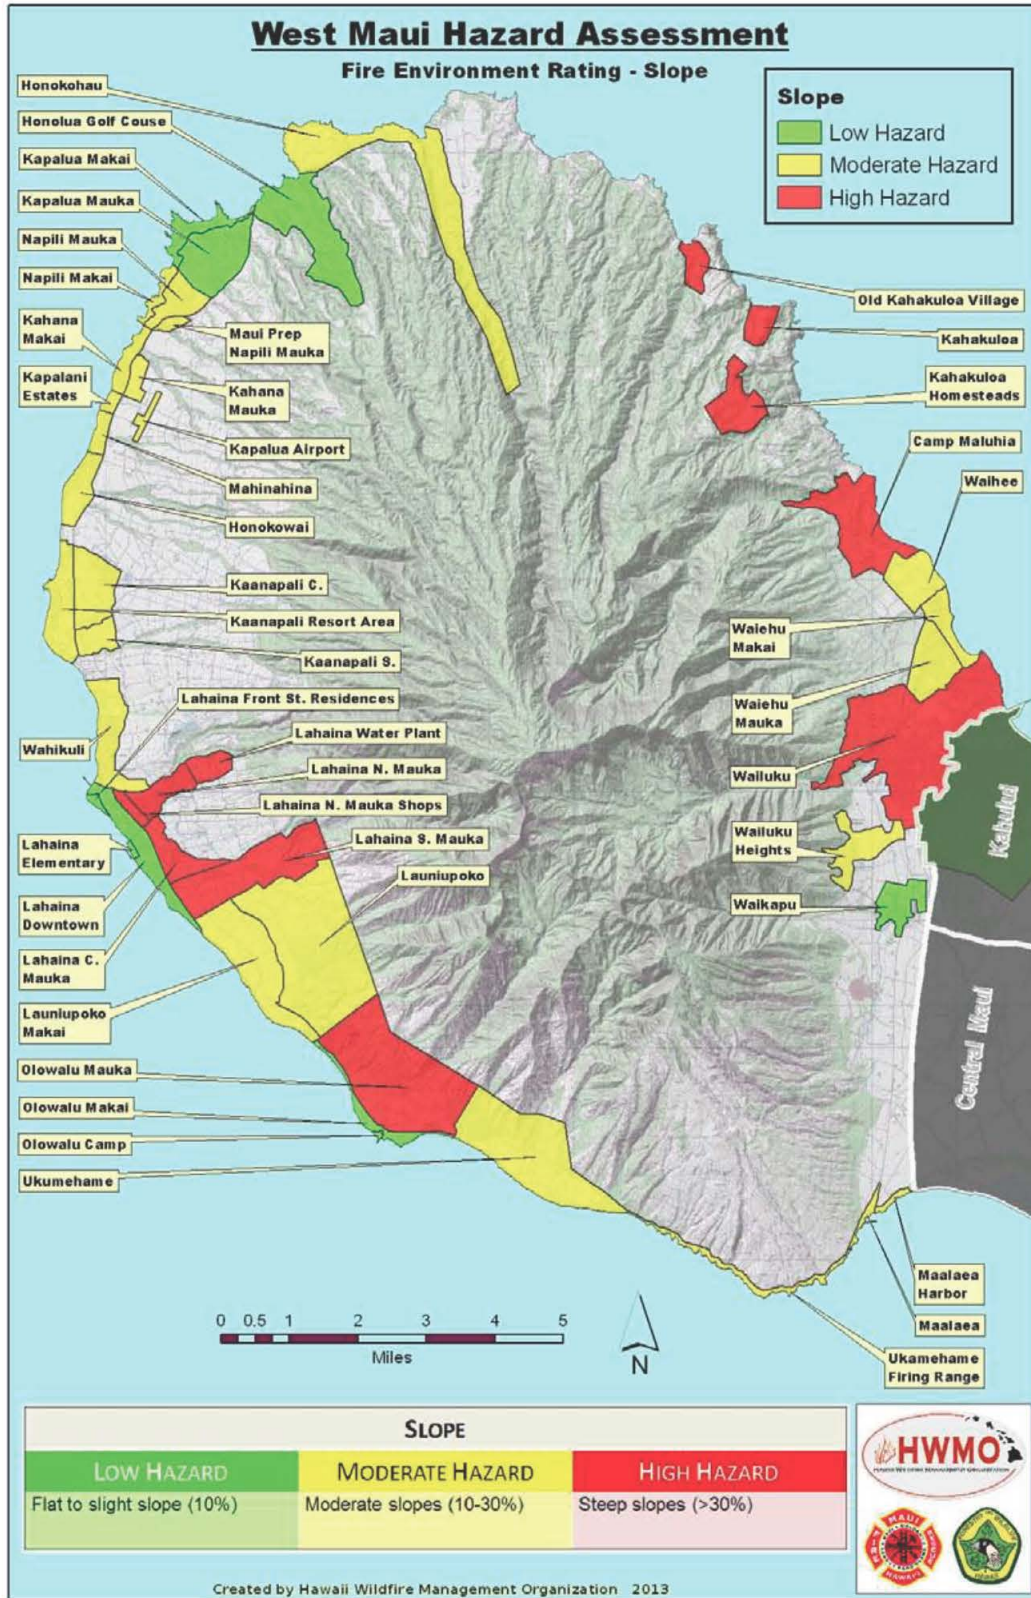 West Maui Hazard Assessment
Fire Environment Rating - Slope
Slope
Low Hazard
Moderate Hazard
High Hazard
Honokohau
Honolua Golf Couse
Kapalua Makai
Kapalua Mauka
Napili Mauka
Napili Makai
Kahana
Makai
Kapalani
Estates
Maui Prep
Napili Mauka
Kahana
Mauka
Kapalua Airport
Mahinahina
Honokowai
Kaanapali C.
Kaanapali Resort Area
Kaanapali S.
Lahaina Front St. Residences
Wahikuli
Lahaina Water Plant
Lahaina N. Mauka
Lahaina N. Mauka Shops
Lahaina S. Mauka
Launiupoko
Lahaina
Elementary
Lahaina
Downtown
Lahaina C.
Mauka
Launiupoko
Makai
Olowalu Mauka
Olowalu Makai
Olowalu Camp
Ukumehame
Old Kahakuloa Village
Kahakuloa
Kahakuloa
Homesteads
Camp Maluhia
Waihee
Waiehu
Makai
Waiehu
Mauka
Wailuku
Wailuku
Heights
Waikapu
Kahului
Central Maui
Maalaea
Harbor
Maalaea
Ukamehame
Firing Range
0 0.5 1 2 3 4 5
Miles
N
SLOPE
LOW HAZARD MODERATE HAZARD HIGH HAZARD
Flat to slight slope (10%) Moderate slopes (10-30%) Steep slopes (>30%)
HWMO
MAUI
FIRE
HAWAII
Created by Hawaii Wildfire Management Organization 2013